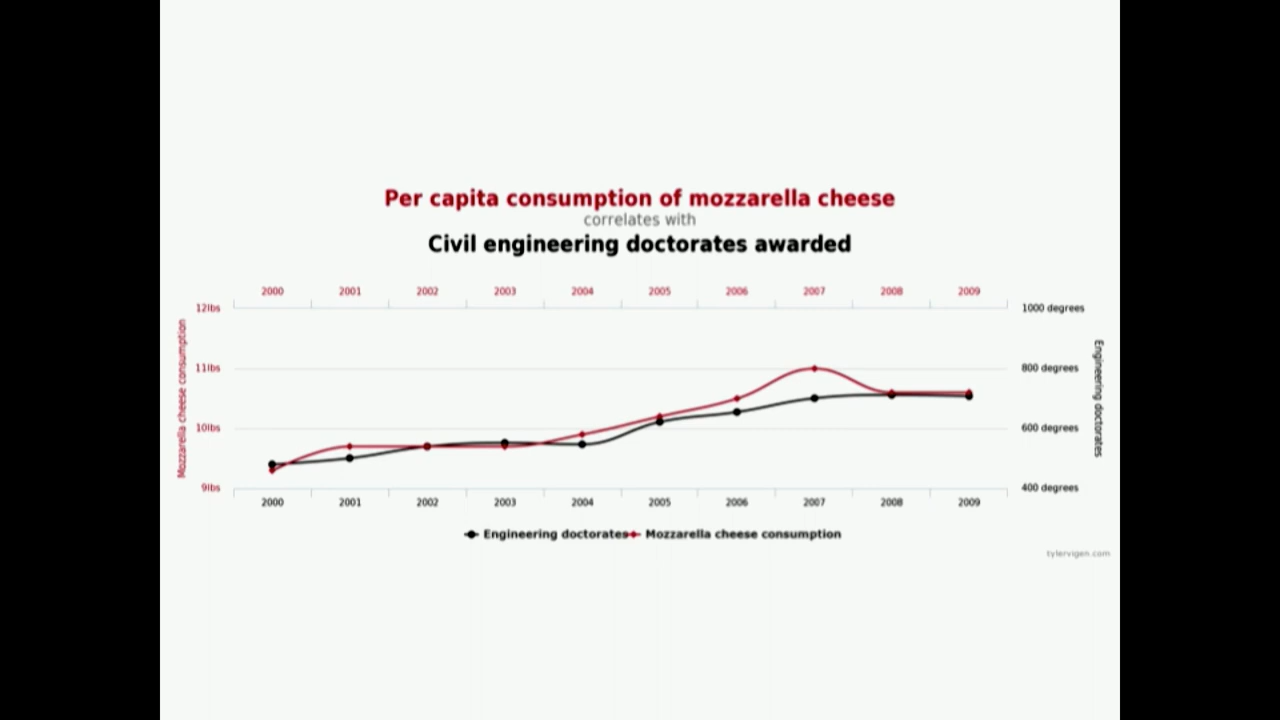 Per capita consumption of mozzarella cheese
correlates with
Civil engineering doctorates awarded
2000 2001 2002 2003 2004 2005 2006 2007 2008 2009
12lbs 1000 degrees
11lbs 800 degrees
10lbs 600 degrees
9lbs 400 degrees
Mozzarella cheese consumption
Engineering doctorates
2000 2001 2002 2003 2004 2005 2006 2007 2008 2009
Engineering doctorates Mozzarella cheese consumption
tylervigen.com